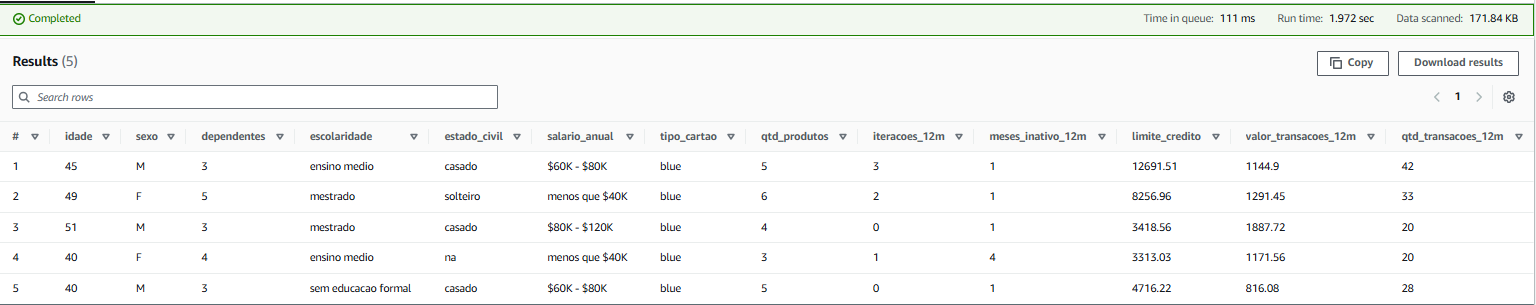 Completed Time in queue: 111 ms Run time: 1.972 sec Data scanned: 171.84 KB
Results (5) Copy Download results
Search rows 1
# idade sexo dependentes escolaridade estado_civil salario_anual tipo_cartao qtd_produtos iteracoes_12m meses_inativo_12m limite_credito valor_transacoes_12m qtd_transacoes_12m
1 45 M 3 ensino medio casado $60K - $80K blue 5 3 1 12691.51 1144.9 42
2 49 F 5 mestrado solteiro menos que $40K blue 6 2 1 8256.96 1291.45 33
3 51 M 3 mestrado casado $80K - $120K blue 4 0 1 3418.56 1887.72 20
4 40 F 4 ensino medio na menos que $40K blue 3 1 4 3313.03 1171.56 20
5 40 M 3 sem educacao formal casado $60K - $80K blue 5 0 1 4716.22 816.08 28